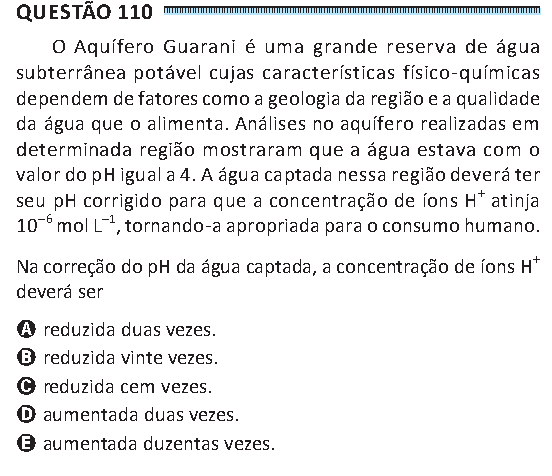 QUESTÃO 110
O Aquífero Guarani é uma grande reserva de água
subterrânea potável cujas características físico-químicas
dependem de fatores como a geologia da região e a qualidade
da água que o alimenta. Análises no aquífero realizadas em
determinada região mostraram que a água estava com o
valor do pH igual a 4. A água captada nessa região deverá ter
seu pH corrigido para que a concentração de íons H⁺ atinja
10⁻⁶ mol L⁻¹, tornando-a apropriada para o consumo humano.
Na correção do pH da água captada, a concentração de íons H⁺
deverá ser
A reduzida duas vezes.
B reduzida vinte vezes.
C reduzida cem vezes.
D aumentada duas vezes.
E aumentada duzentas vezes.